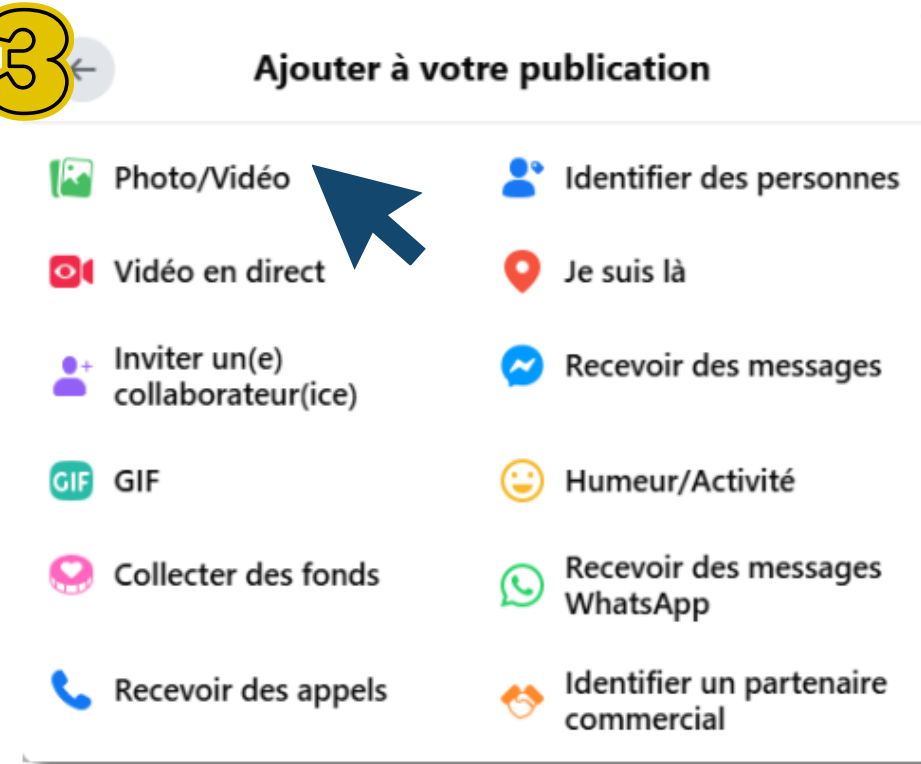 3
Ajouter à votre publication
Photo/Vidéo
Identifier des personnes
Vidéo en direct
Je suis là
Inviter un(e)
collaborateur(ice)
Recevoir des messages
GIF
GIF
Humeur/Activité
Collecter des fonds
Recevoir des messages
WhatsApp
Recevoir des appels
Identifier un partenaire
commercial